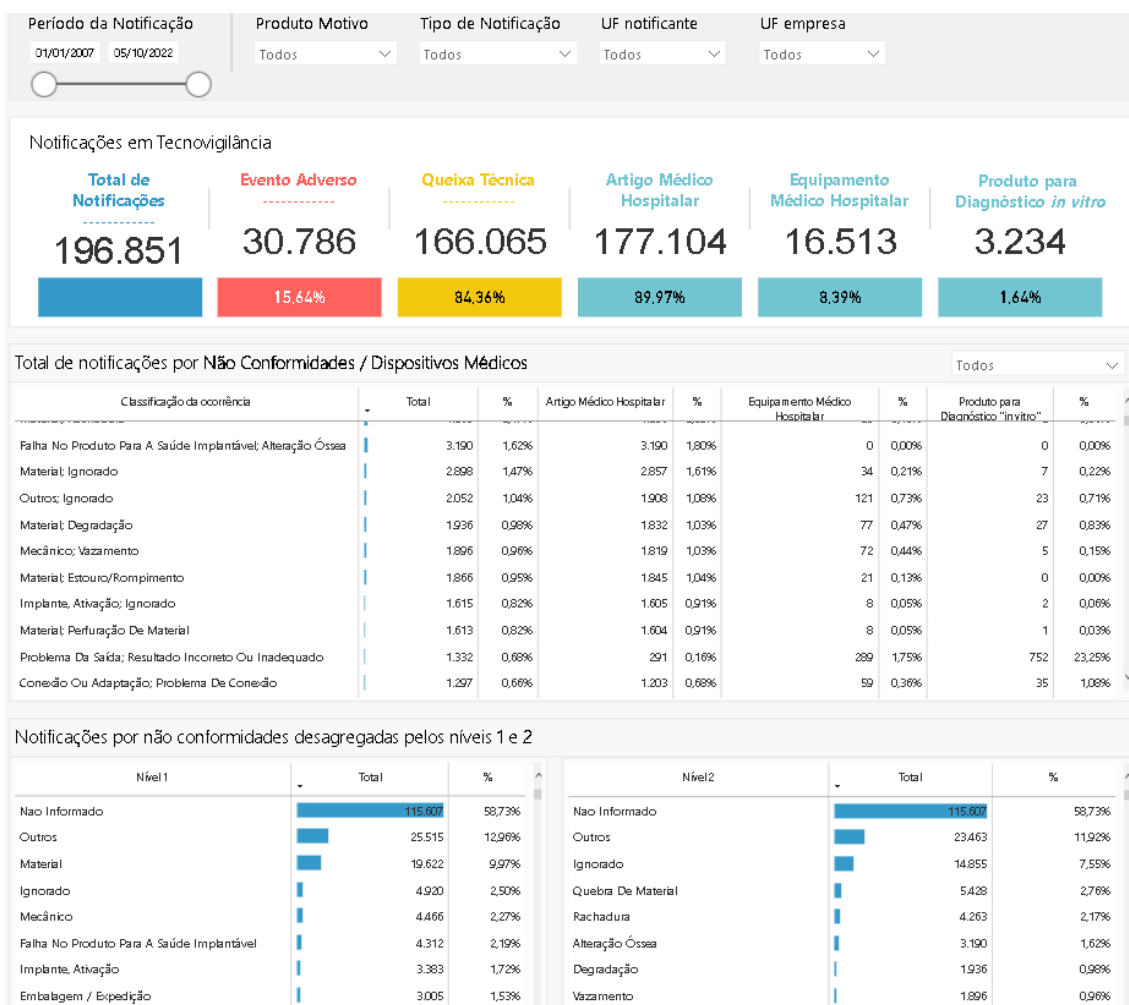 Período da Notificação Produto Motivo Tipo de Notificação UF notificante UF empresa
01/01/2007 05/10/2022 Todos Todos Todos Todos
Notificações em Tecnovigilância
Total de Notificações
196.851
Evento Adverso
30.786
15,64%
Queixa Técnica
166.065
84,36%
Artigo Médico Hospitalar
177.104
89,97%
Equipamento Médico Hospitalar
16.513
8,39%
Produto para Diagnóstico in vitro
3.234
1,64%
Total de notificações por Não Conformidades / Dispositivos Médicos Todos
Classificação da ocorrência Total % Artigo Médico Hospitalar % Equipamento Médico Hospitalar % Produto para Diagnóstico "in vitro" %
Falha No Produto Para A Saúde Implantável; Alteração Óssea 3.190 1,62% 3.190 1,80% 0 0,00% 0 0,00%
Material; Ignorado 2.898 1,47% 2.857 1,61% 34 0,21% 7 0,22%
Outros; Ignorado 2.052 1,04% 1.908 1,08% 121 0,73% 23 0,71%
Material; Degradação 1.936 0,98% 1.832 1,03% 77 0,47% 27 0,83%
Mecânico; Vazamento 1.896 0,96% 1.819 1,03% 72 0,44% 5 0,15%
Material; Estouro/Rompimento 1.866 0,95% 1.845 1,04% 21 0,13% 0 0,00%
Implante, Ativação; Ignorado 1.615 0,82% 1.605 0,91% 8 0,05% 2 0,06%
Material; Perfuração De Material 1.613 0,82% 1.604 0,91% 8 0,05% 1 0,03%
Problema Da Saída; Resultado Incorreto Ou Inadequado 1.332 0,68% 291 0,16% 289 1,75% 752 23,25%
Conexão Ou Adaptação; Problema De Conexão 1.297 0,66% 1.203 0,68% 59 0,36% 35 1,08%
Notificações por não conformidades desagregadas pelos níveis 1 e 2
Nível 1 Total %
Nao Informado 115.607 58,73%
Outros 25.515 12,96%
Material 19.622 9,97%
Ignorado 4.920 2,50%
Mecânico 4.466 2,27%
Falha No Produto Para A Saúde Implantável 4.312 2,19%
Implante, Ativação 3.383 1,72%
Embalagem / Expedição 3.005 1,53%
Nível 2 Total %
Nao Informado 115.607 58,73%
Outros 23.463 11,92%
Ignorado 14.855 7,55%
Quebra De Material 5.428 2,76%
Rachadura 4.263 2,17%
Alteração Óssea 3.190 1,62%
Degradação 1.936 0,98%
Vazamento 1.896 0,96%